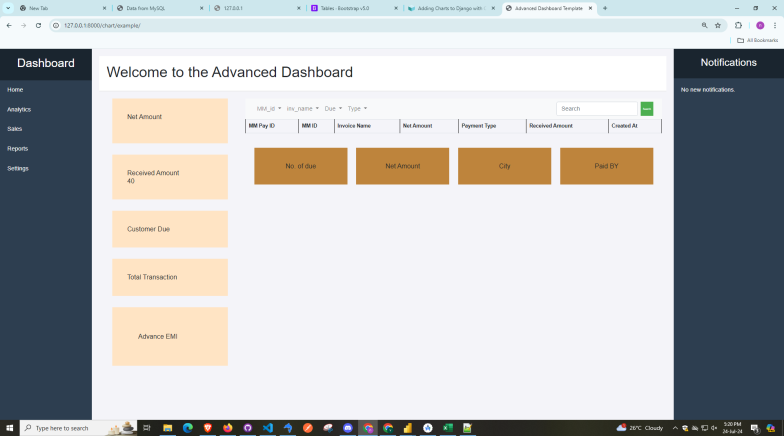 New Tab
Data from MySQL
127.0.0.1
Tables · Bootstrap v5.0
Adding Charts to Django with
Advanced Dashboard Template
127.0.0.1:8000/chart/example/
All Bookmarks
Dashboard
Home
Analytics
Sales
Reports
Settings
Welcome to the Advanced Dashboard
Net Amount
Received Amount
40
Customer Due
Total Transaction
Advance EMI
MM_id inv_name Due Type
Search
MM Pay ID MM ID Invoice Name Net Amount Payment Type Received Amount Created At
No. of due
Net Amount
City
Paid BY
Notifications
No new notifications.
Type here to search
26°C Cloudy
5:20 PM
24-Jul-24